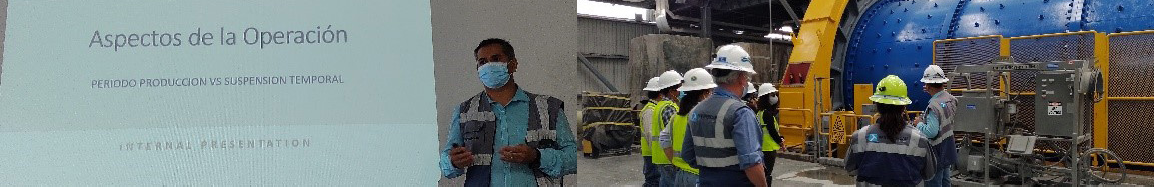 Aspectos de la Operación
PERIODO PRODUCCION VS SUSPENSION TEMPORAL
INTERNAL PRESENTATION